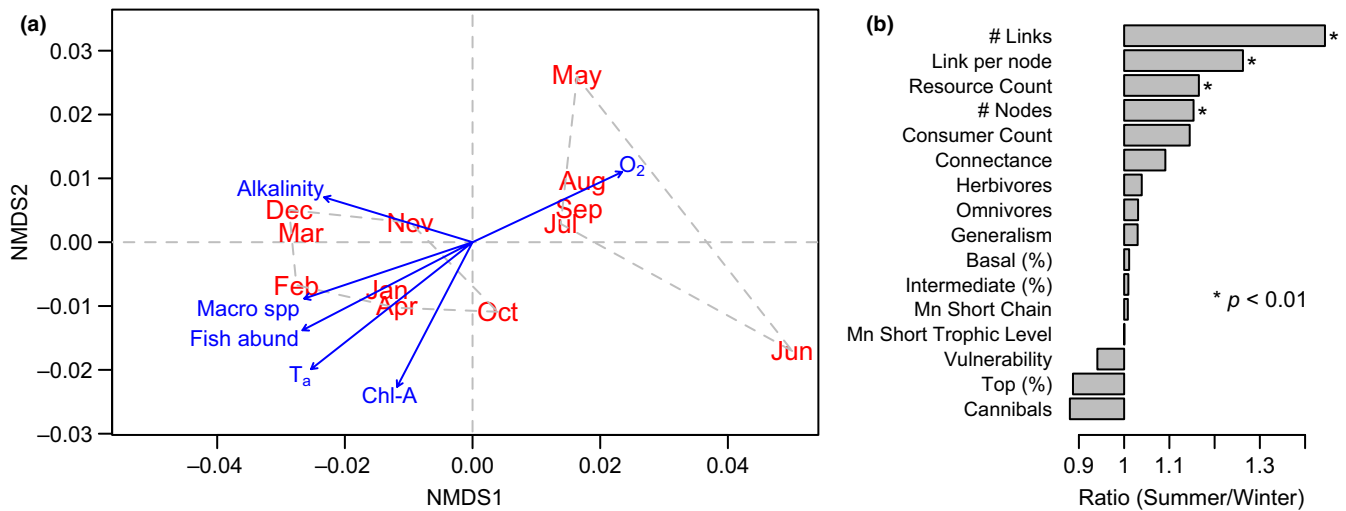 (a)
0.03
0.02
0.01
0.00
−0.01
−0.02
−0.03
NMDS2
May
O2
Aug
Sep
Jul
Alkalinity
Dec
Nov
Mar
Feb
Jan
Apr
Oct
Jun
Macro spp
Fish abund
Ta
Chl-A
−0.04
−0.02
0.00
0.02
0.04
NMDS1
(b)
# Links *
Link per node *
Resource Count *
# Nodes *
Consumer Count
Connectance
Herbivores
Omnivores
Generalism
Basal (%)
Intermediate (%)
Mn Short Chain
Mn Short Trophic Level
Vulnerability
Top (%)
Cannibals
* p < 0.01
0.9 1 1.1 1.3
Ratio (Summer/Winter)